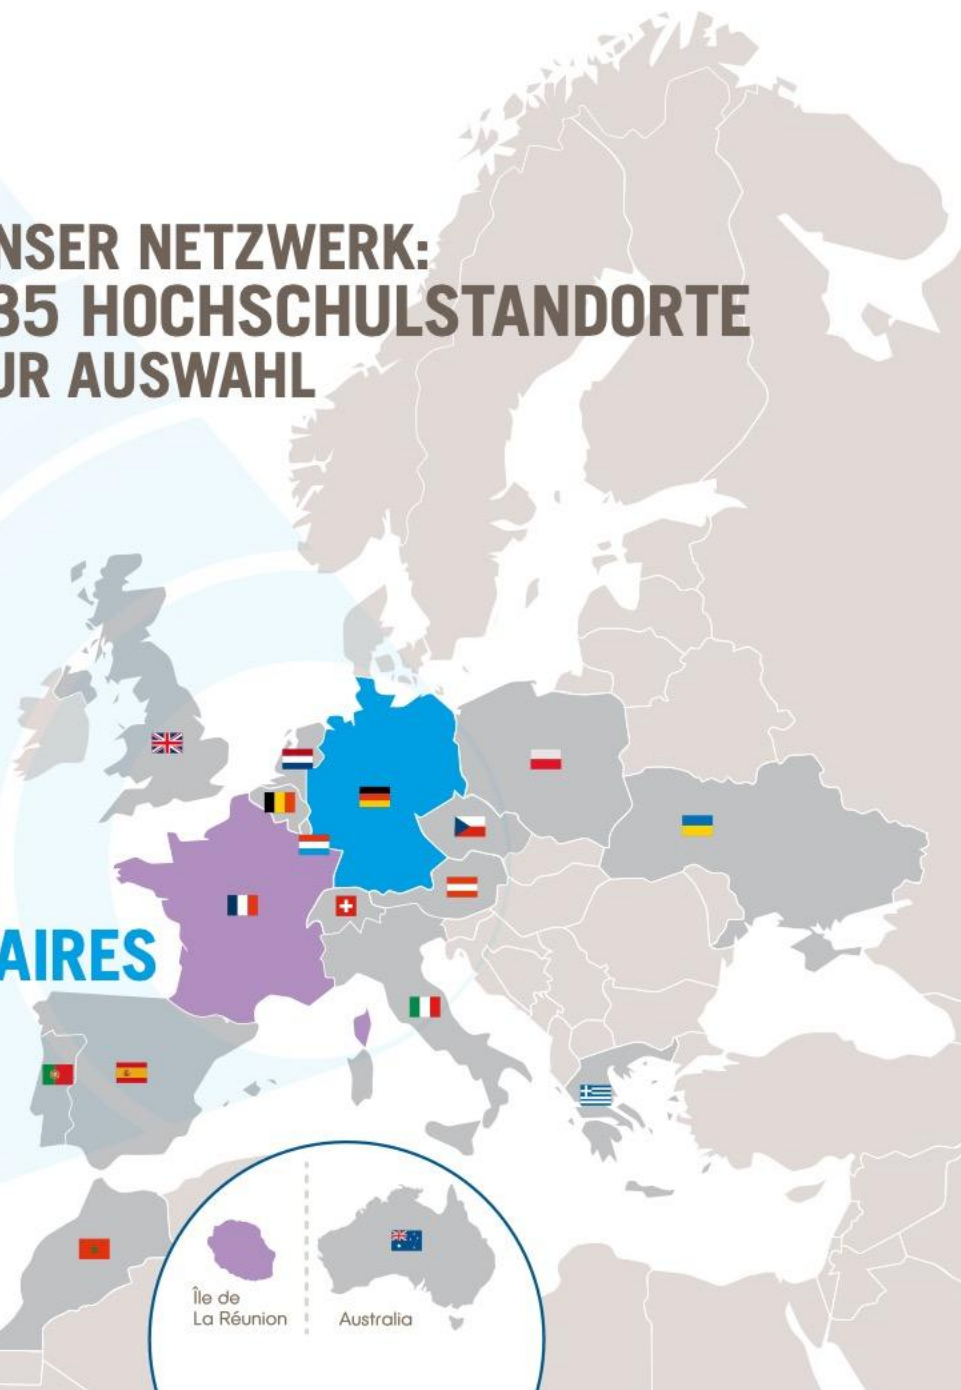 NSER NETZWERK:
35 HOCHSCHULSTANDORTE
UR AUSWAHL
AIRES
Île de
La Réunion
Australia